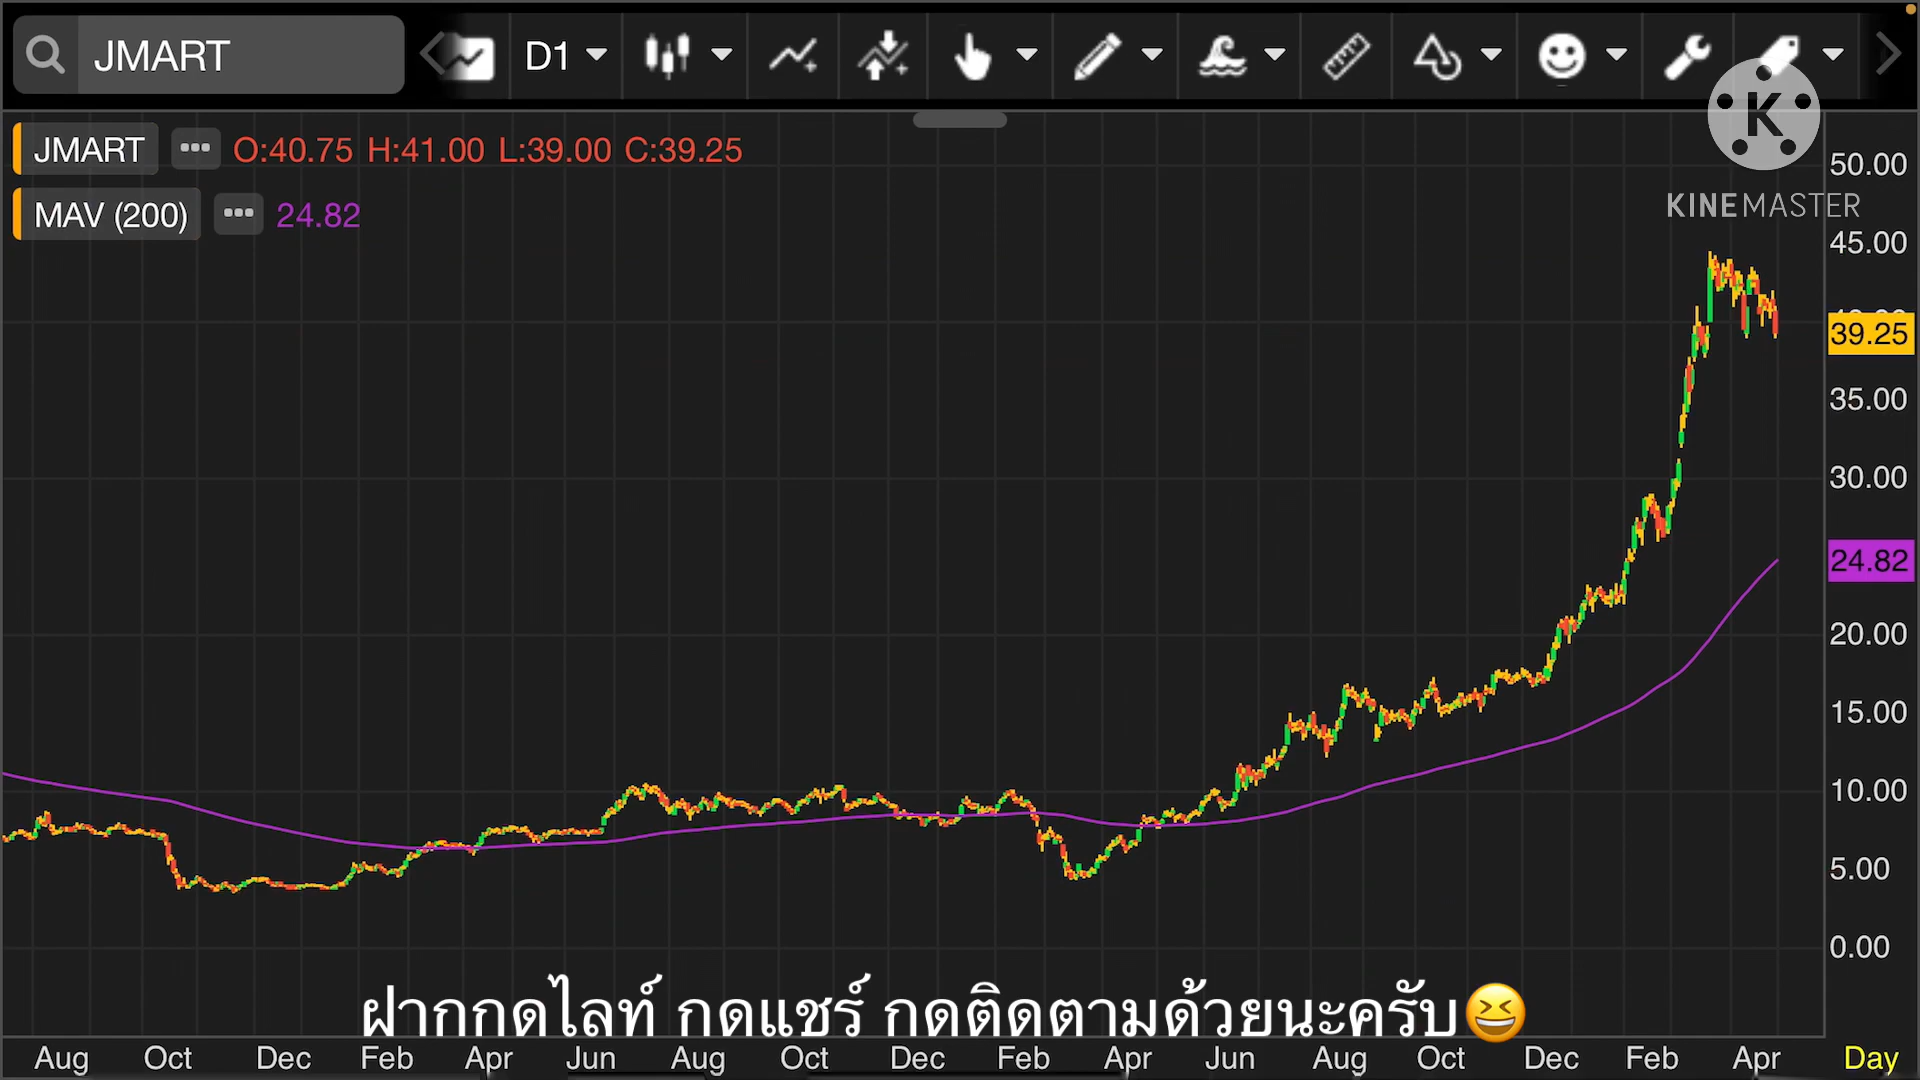 JMART
D1
JMART ••• O:40.75 H:41.00 L:39.00 C:39.25
MAV (200) ••• 24.82
K
KINEMASTER
50.00
45.00
39.25
35.00
30.00
24.82
20.00
15.00
10.00
5.00
0.00
ฝากกดไลท์ กดแชร์ กดติดตามด้วยนะครับ😆
Aug Oct Dec Feb Apr Jun Aug Oct Dec Feb Apr Jun Aug Oct Dec Feb Apr Day